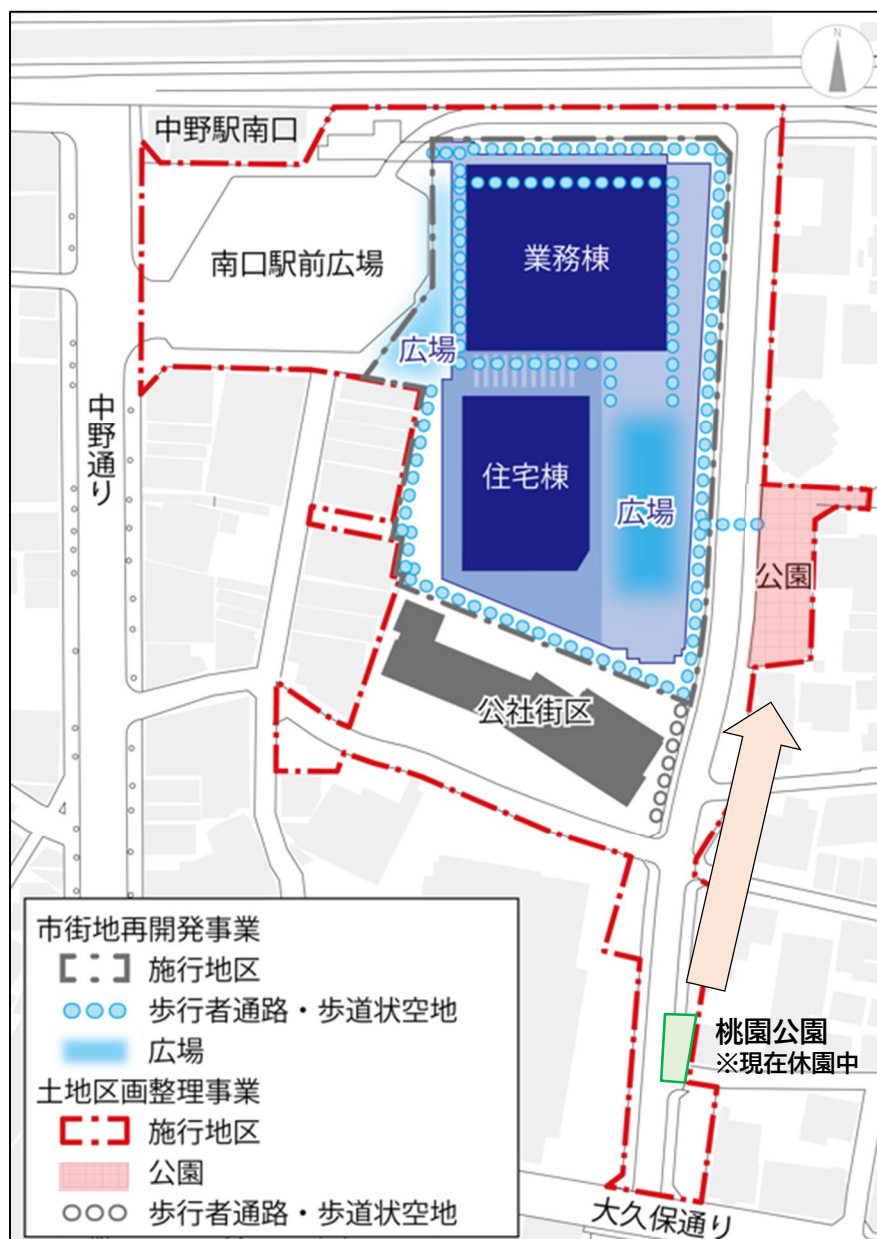 N
中野駅南口
南口駅前広場
業務棟
広場
中野通り
住宅棟
広場
公園
公社街区
桃園公園
※現在休園中
大久保通り
市街地再開発事業
施行地区
歩行者通路・歩道状空地
広場
土地区画整理事業
施行地区
公園
歩行者通路・歩道状空地